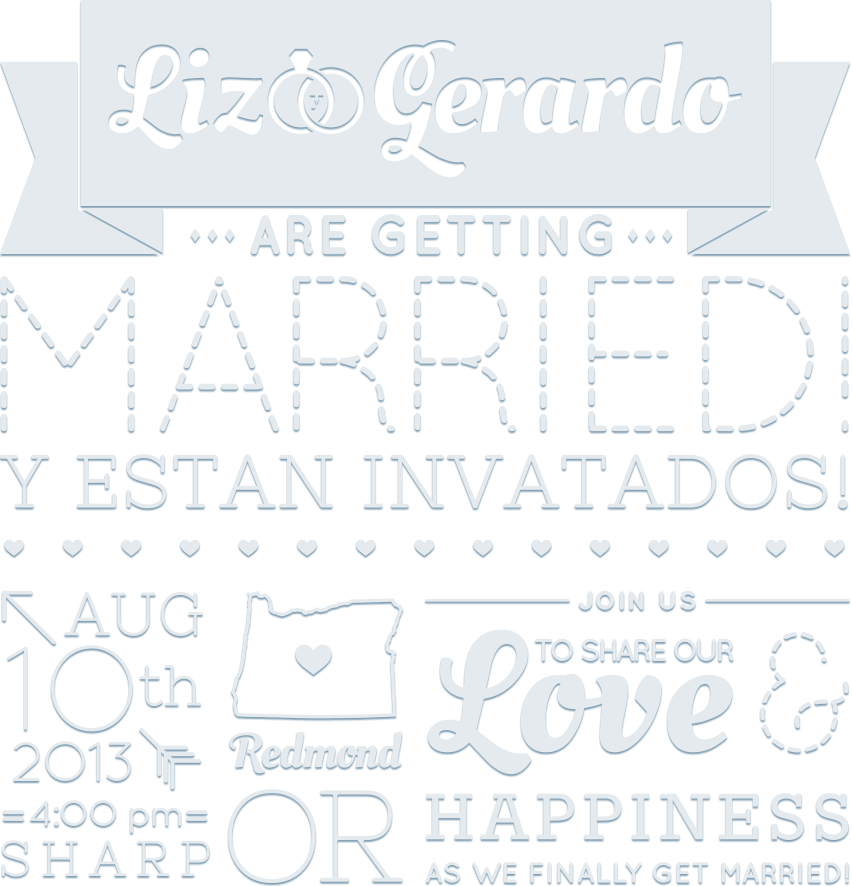 Liz y Gerardo
ARE GETTING
MARRIED!
Y ESTAN INVATADOS!
AUG
10th
2013
4:00 pm
SHARP
Redmond
OR
JOIN US
TO SHARE OUR
Love &
HAPPINESS
AS WE FINALLY GET MARRIED!